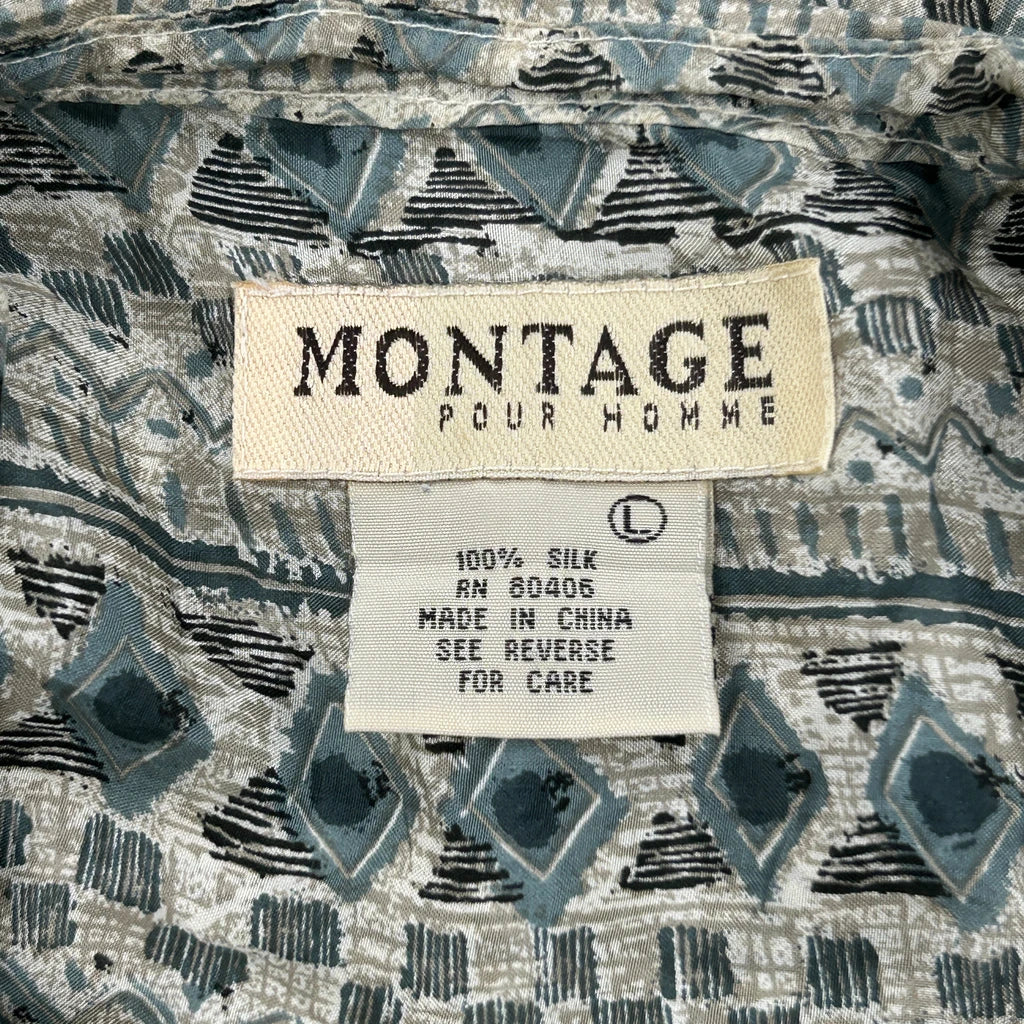 MONTAGE
POUR HOMME
L
100% SILK
RN 80406
MADE IN CHINA
SEE REVERSE
FOR CARE